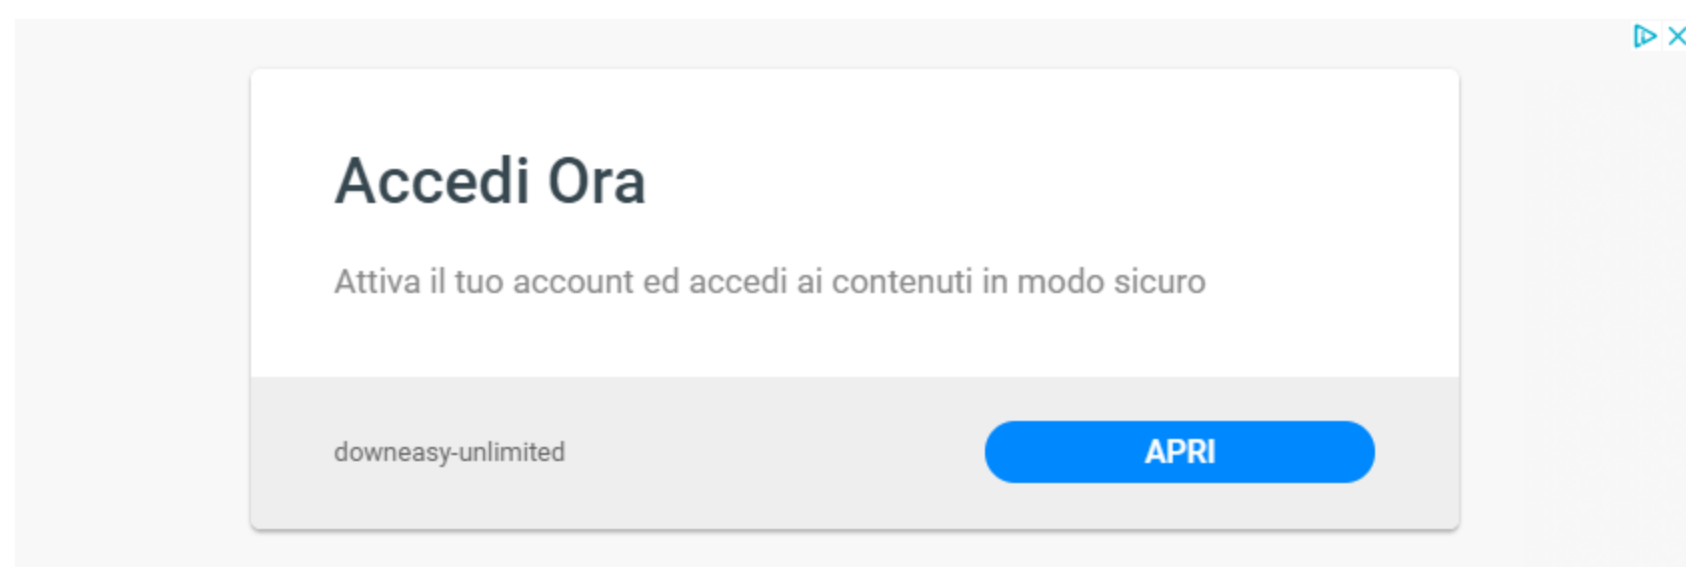 Accedi Ora
Attiva il tuo account ed accedi ai contenuti in modo sicuro
downeasy-unlimited
APRI